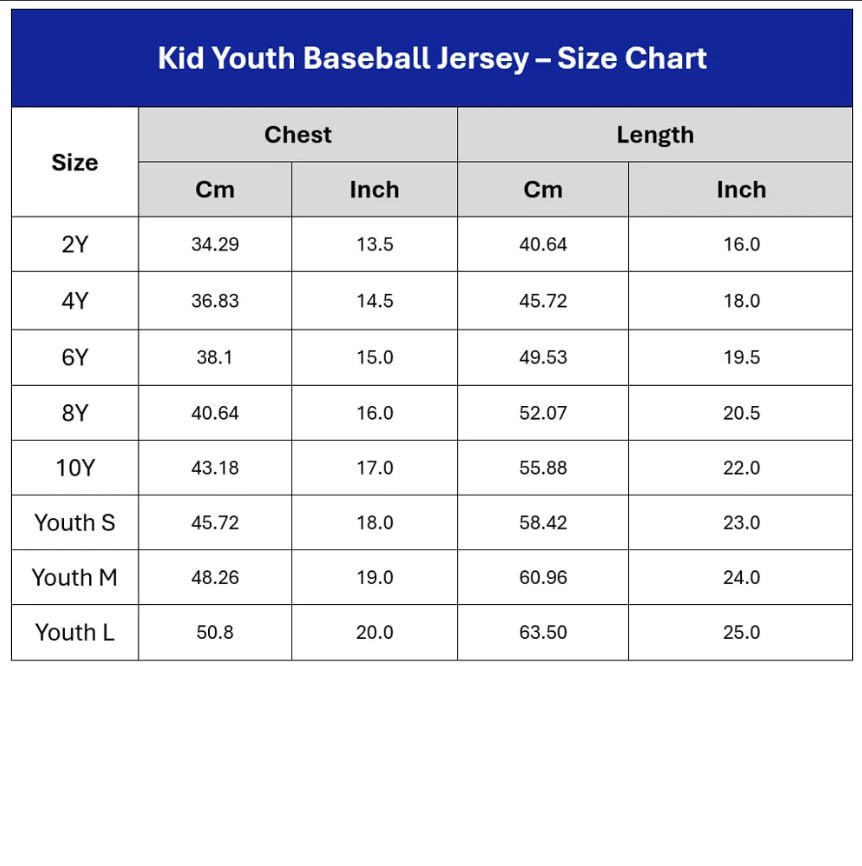 Kid Youth Baseball Jersey – Size Chart
Size Chest Length
Cm Inch Cm Inch
2Y 34.29 13.5 40.64 16.0
4Y 36.83 14.5 45.72 18.0
6Y 38.1 15.0 49.53 19.5
8Y 40.64 16.0 52.07 20.5
10Y 43.18 17.0 55.88 22.0
Youth S 45.72 18.0 58.42 23.0
Youth M 48.26 19.0 60.96 24.0
Youth L 50.8 20.0 63.50 25.0